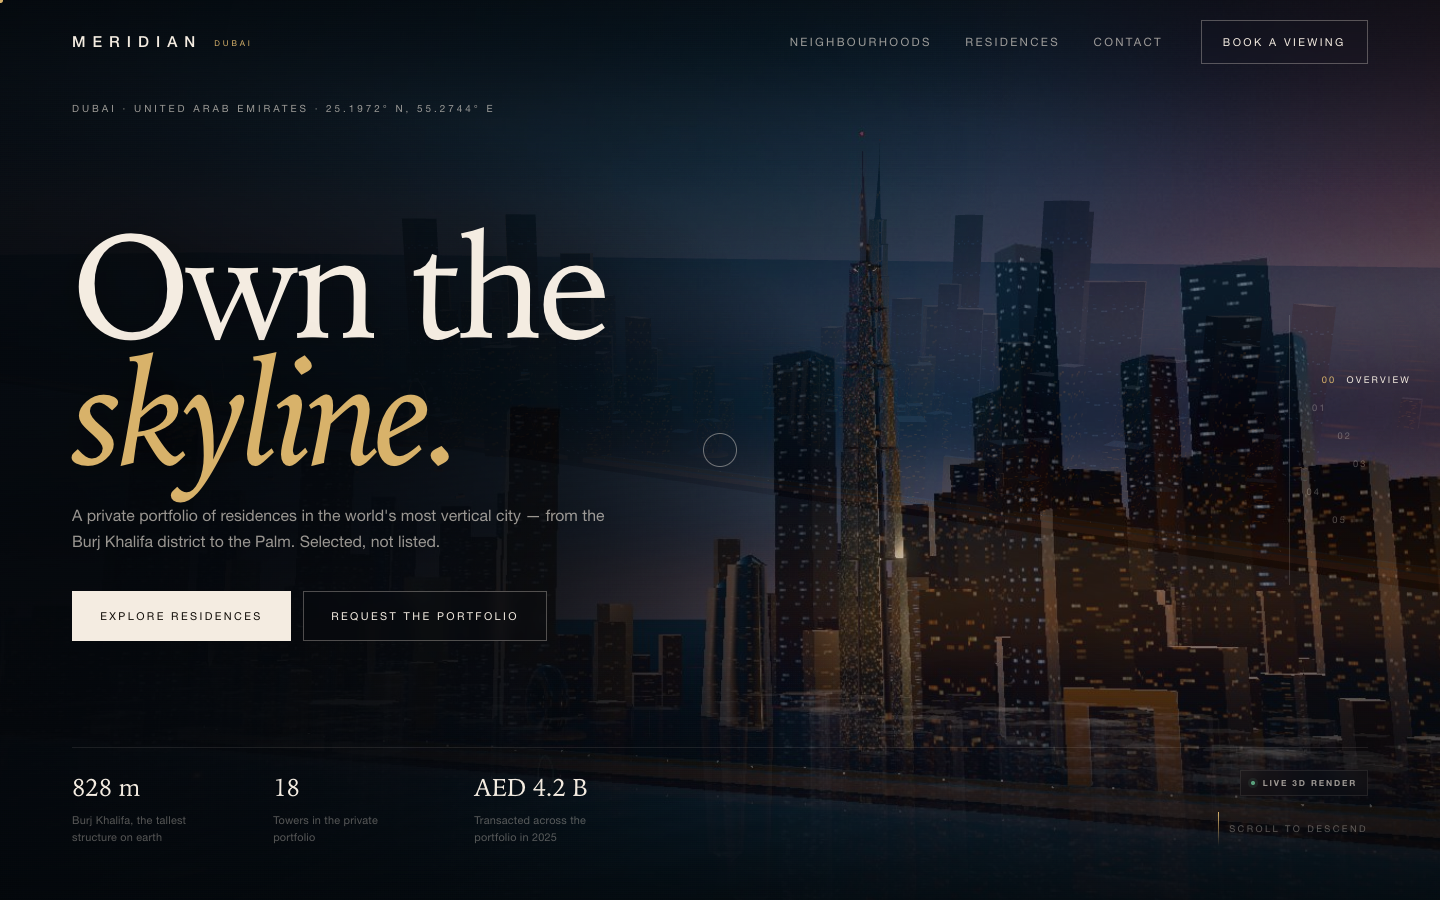 MERIDIAN DUBAI
NEIGHBOURHOODS RESIDENCES CONTACT BOOK A VIEWING
DUBAI · UNITED ARAB EMIRATES · 25.1972° N, 55.2744° E
Own the
skyline.
A private portfolio of residences in the world's most vertical city — from the
Burj Khalifa district to the Palm. Selected, not listed.
EXPLORE RESIDENCES REQUEST THE PORTFOLIO
00 OVERVIEW
01
02
03
04
05
828 m
Burj Khalifa, the tallest
structure on earth
18
Towers in the private
portfolio
AED 4.2 B
Transacted across the
portfolio in 2025
LIVE 3D RENDER
SCROLL TO DESCEND